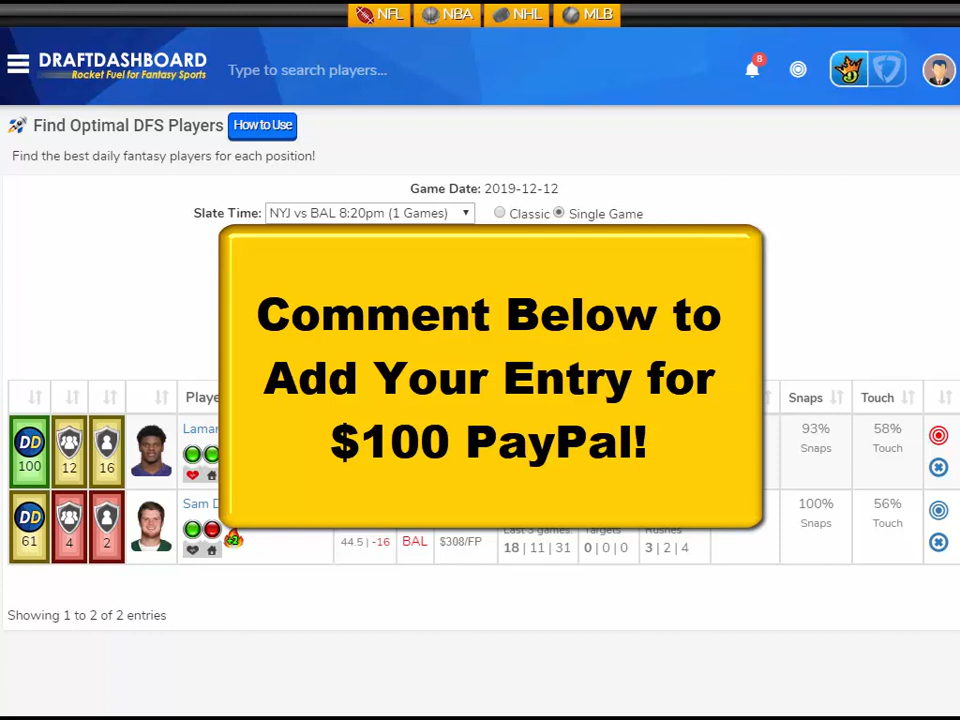 NFL NBA NHL MLB
DRAFTDASHBOARD
Rocket Fuel for Fantasy Sports
Type to search players...
8
Find Optimal DFS Players How to Use
Find the best daily fantasy players for each position!
Game Date: 2019-12-12
Slate Time: NYJ vs BAL 8:20pm (1 Games) Classic Single Game
Comment Below to
Add Your Entry for
$100 PayPal!
Snaps Touch
DD 100 12 16 Lamar 93% Snaps 58% Touch
DD 61 4 2 Sam 100% Snaps 56% Touch
Last 3 games Targets Rushes
44.5 | -16 BAL $308/FP 18 | 11 | 31 0 | 0 | 0 3 | 2 | 4
Showing 1 to 2 of 2 entries